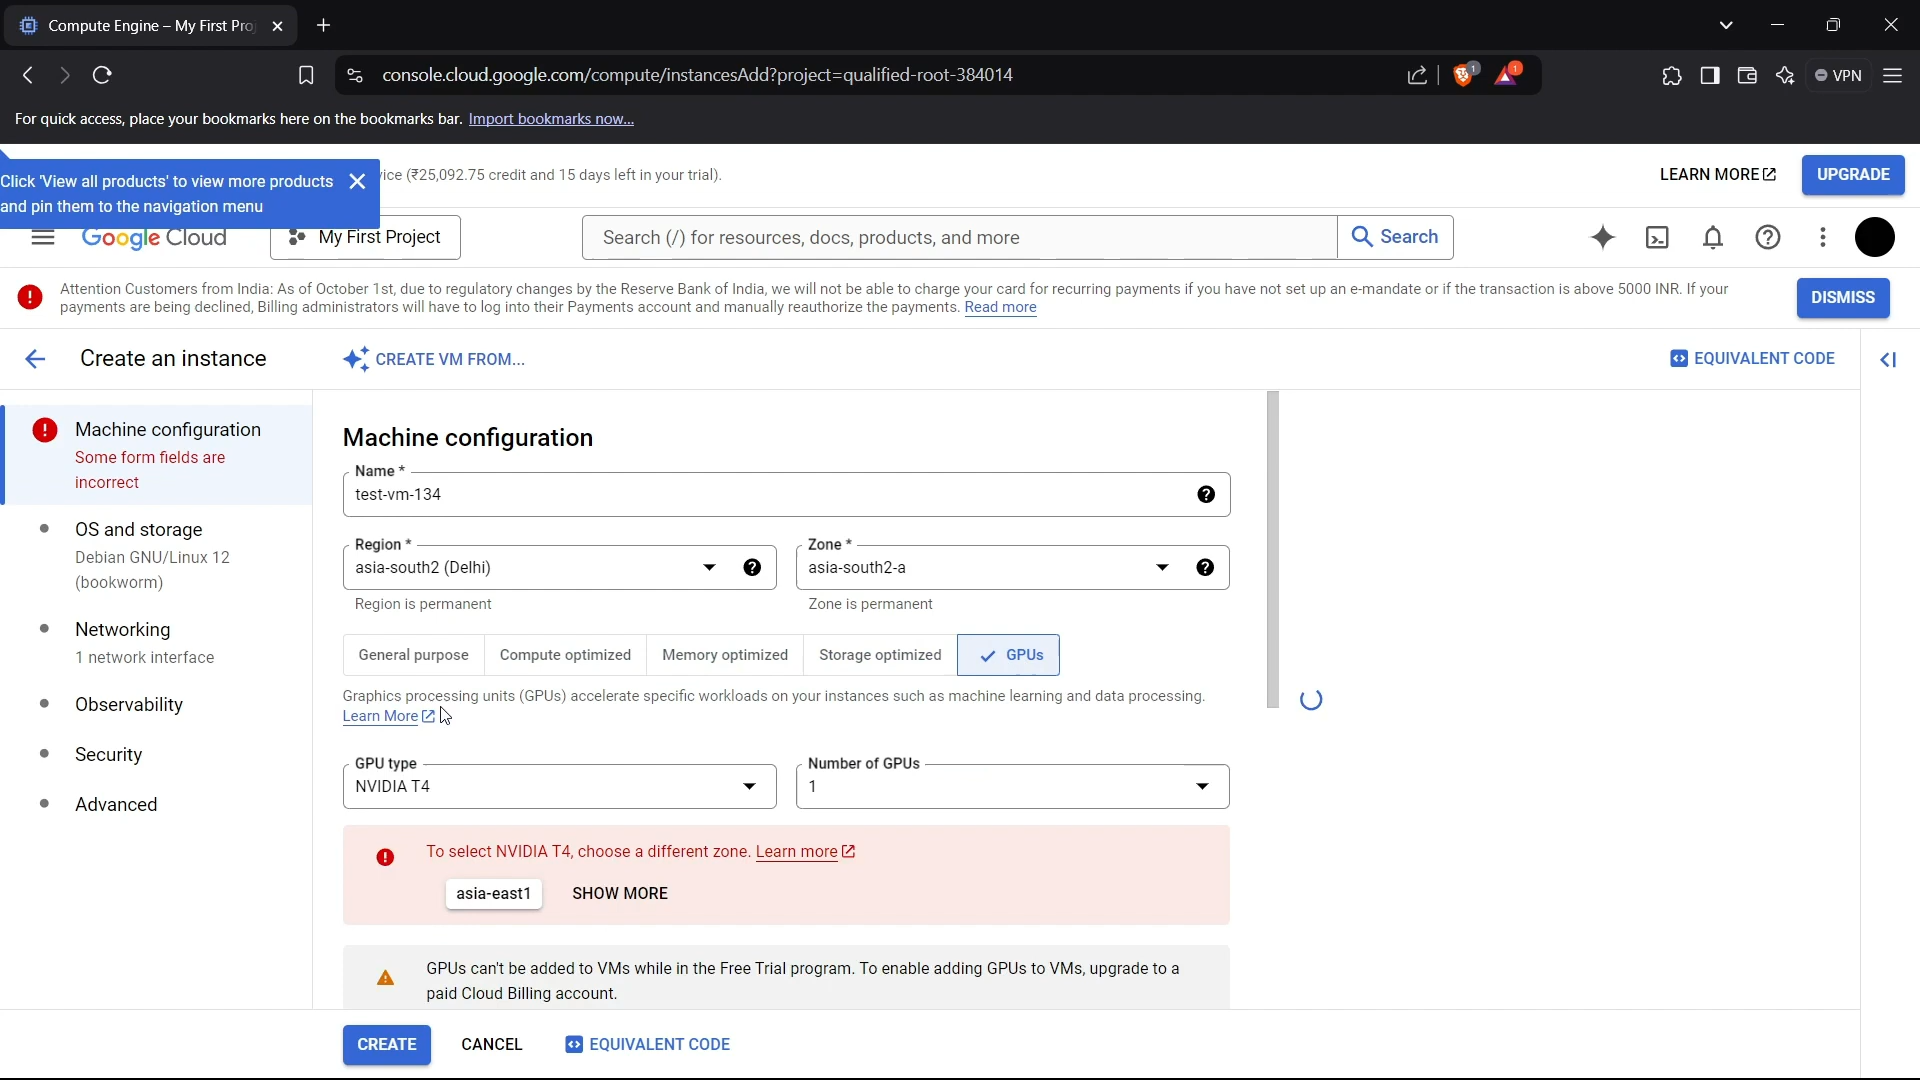 Compute Engine – My First Pro
console.cloud.google.com/compute/instancesAdd?project=qualified-root-384014
1
1
VPN
For quick access, place your bookmarks here on the bookmarks bar. Import bookmarks now...
Click 'View all products' to view more products
and pin them to the navigation menu
vice (₹25,092.75 credit and 15 days left in your trial).
LEARN MORE
UPGRADE
Google Cloud
My First Project
Search (/) for resources, docs, products, and more
Search
Attention Customers from India: As of October 1st, due to regulatory changes by the Reserve Bank of India, we will not be able to charge your card for recurring payments if you have not set up an e-mandate or if the transaction is above 5000 INR. If your
payments are being declined, Billing administrators will have to log into their Payments account and manually reauthorize the payments. Read more
DISMISS
Create an instance
CREATE VM FROM...
EQUIVALENT CODE
Machine configuration
Some form fields are
incorrect
OS and storage
Debian GNU/Linux 12
(bookworm)
Networking
1 network interface
Observability
Security
Advanced
Machine configuration
Name *
test-vm-134
Region *
asia-south2 (Delhi)
Region is permanent
Zone *
asia-south2-a
Zone is permanent
General purpose
Compute optimized
Memory optimized
Storage optimized
GPUs
Graphics processing units (GPUs) accelerate specific workloads on your instances such as machine learning and data processing.
Learn More
GPU type
NVIDIA T4
Number of GPUs
1
To select NVIDIA T4, choose a different zone. Learn more
asia-east1
SHOW MORE
GPUs can't be added to VMs while in the Free Trial program. To enable adding GPUs to VMs, upgrade to a
paid Cloud Billing account.
CREATE
CANCEL
EQUIVALENT CODE